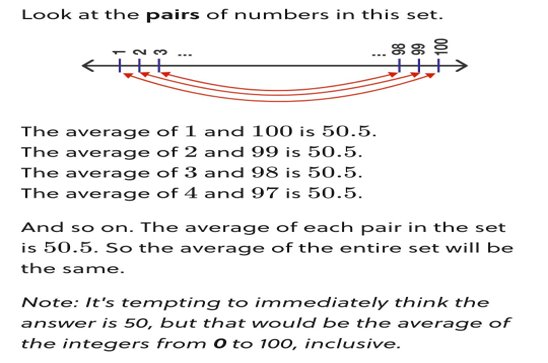 Look at the pairs of numbers in this set.
1 2 3 ... ... 98 99 100
The average of 1 and 100 is 50.5.
The average of 2 and 99 is 50.5.
The average of 3 and 98 is 50.5.
The average of 4 and 97 is 50.5.
And so on. The average of each pair in the set
is 50.5. So the average of the entire set will be
the same.
Note: It's tempting to immediately think the
answer is 50, but that would be the average of
the integers from 0 to 100, inclusive.